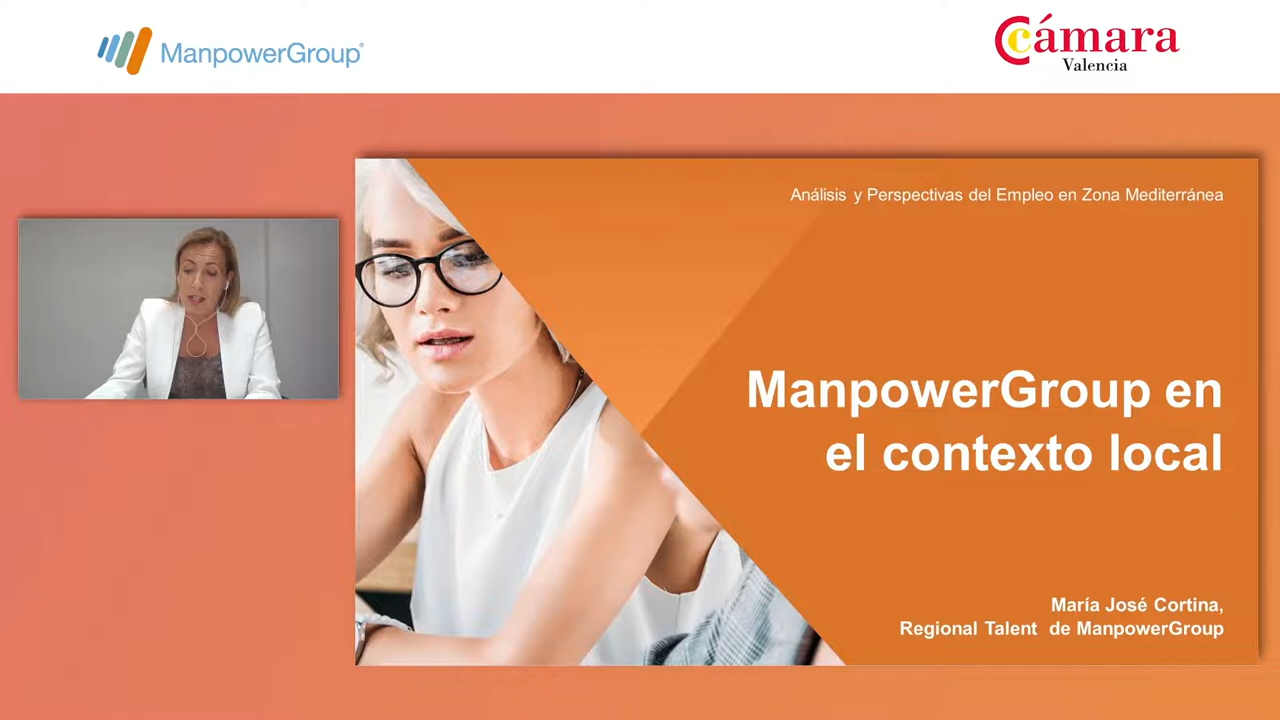 ManpowerGroup®
Cámara
Valencia
Análisis y Perspectivas del Empleo en Zona Mediterránea
ManpowerGroup en
el contexto local
María José Cortina,
Regional Talent de ManpowerGroup